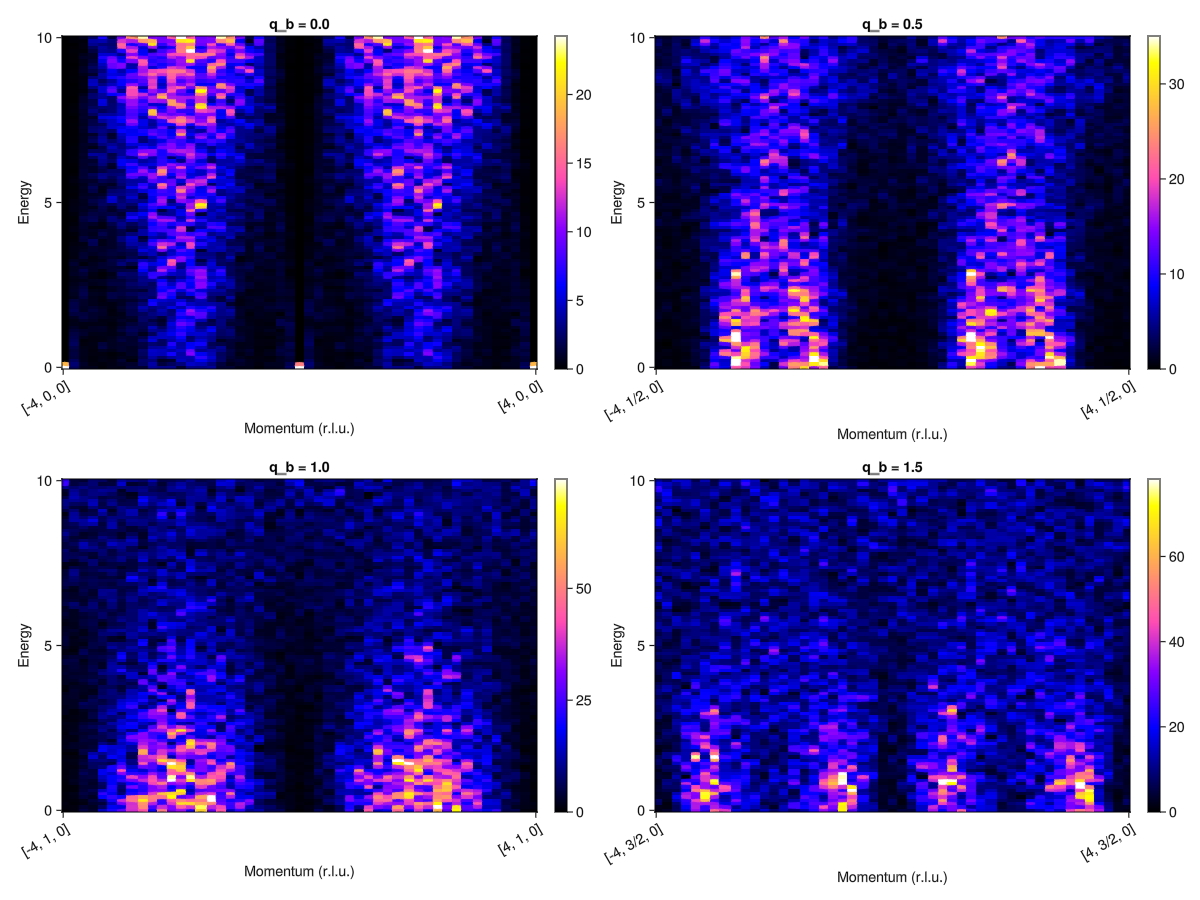 q_b = 0.0
10
5
0
Energy
[-4, 0, 0]
[4, 0, 0]
Momentum (r.l.u.)
20
15
10
5
0
q_b = 0.5
10
5
0
Energy
[-4, 1/2, 0]
[4, 1/2, 0]
Momentum (r.l.u.)
30
20
10
0
q_b = 1.0
10
5
0
Energy
[-4, 1, 0]
[4, 1, 0]
Momentum (r.l.u.)
50
25
0
q_b = 1.5
10
5
0
Energy
[-4, 3/2, 0]
[4, 3/2, 0]
Momentum (r.l.u.)
60
40
20
0